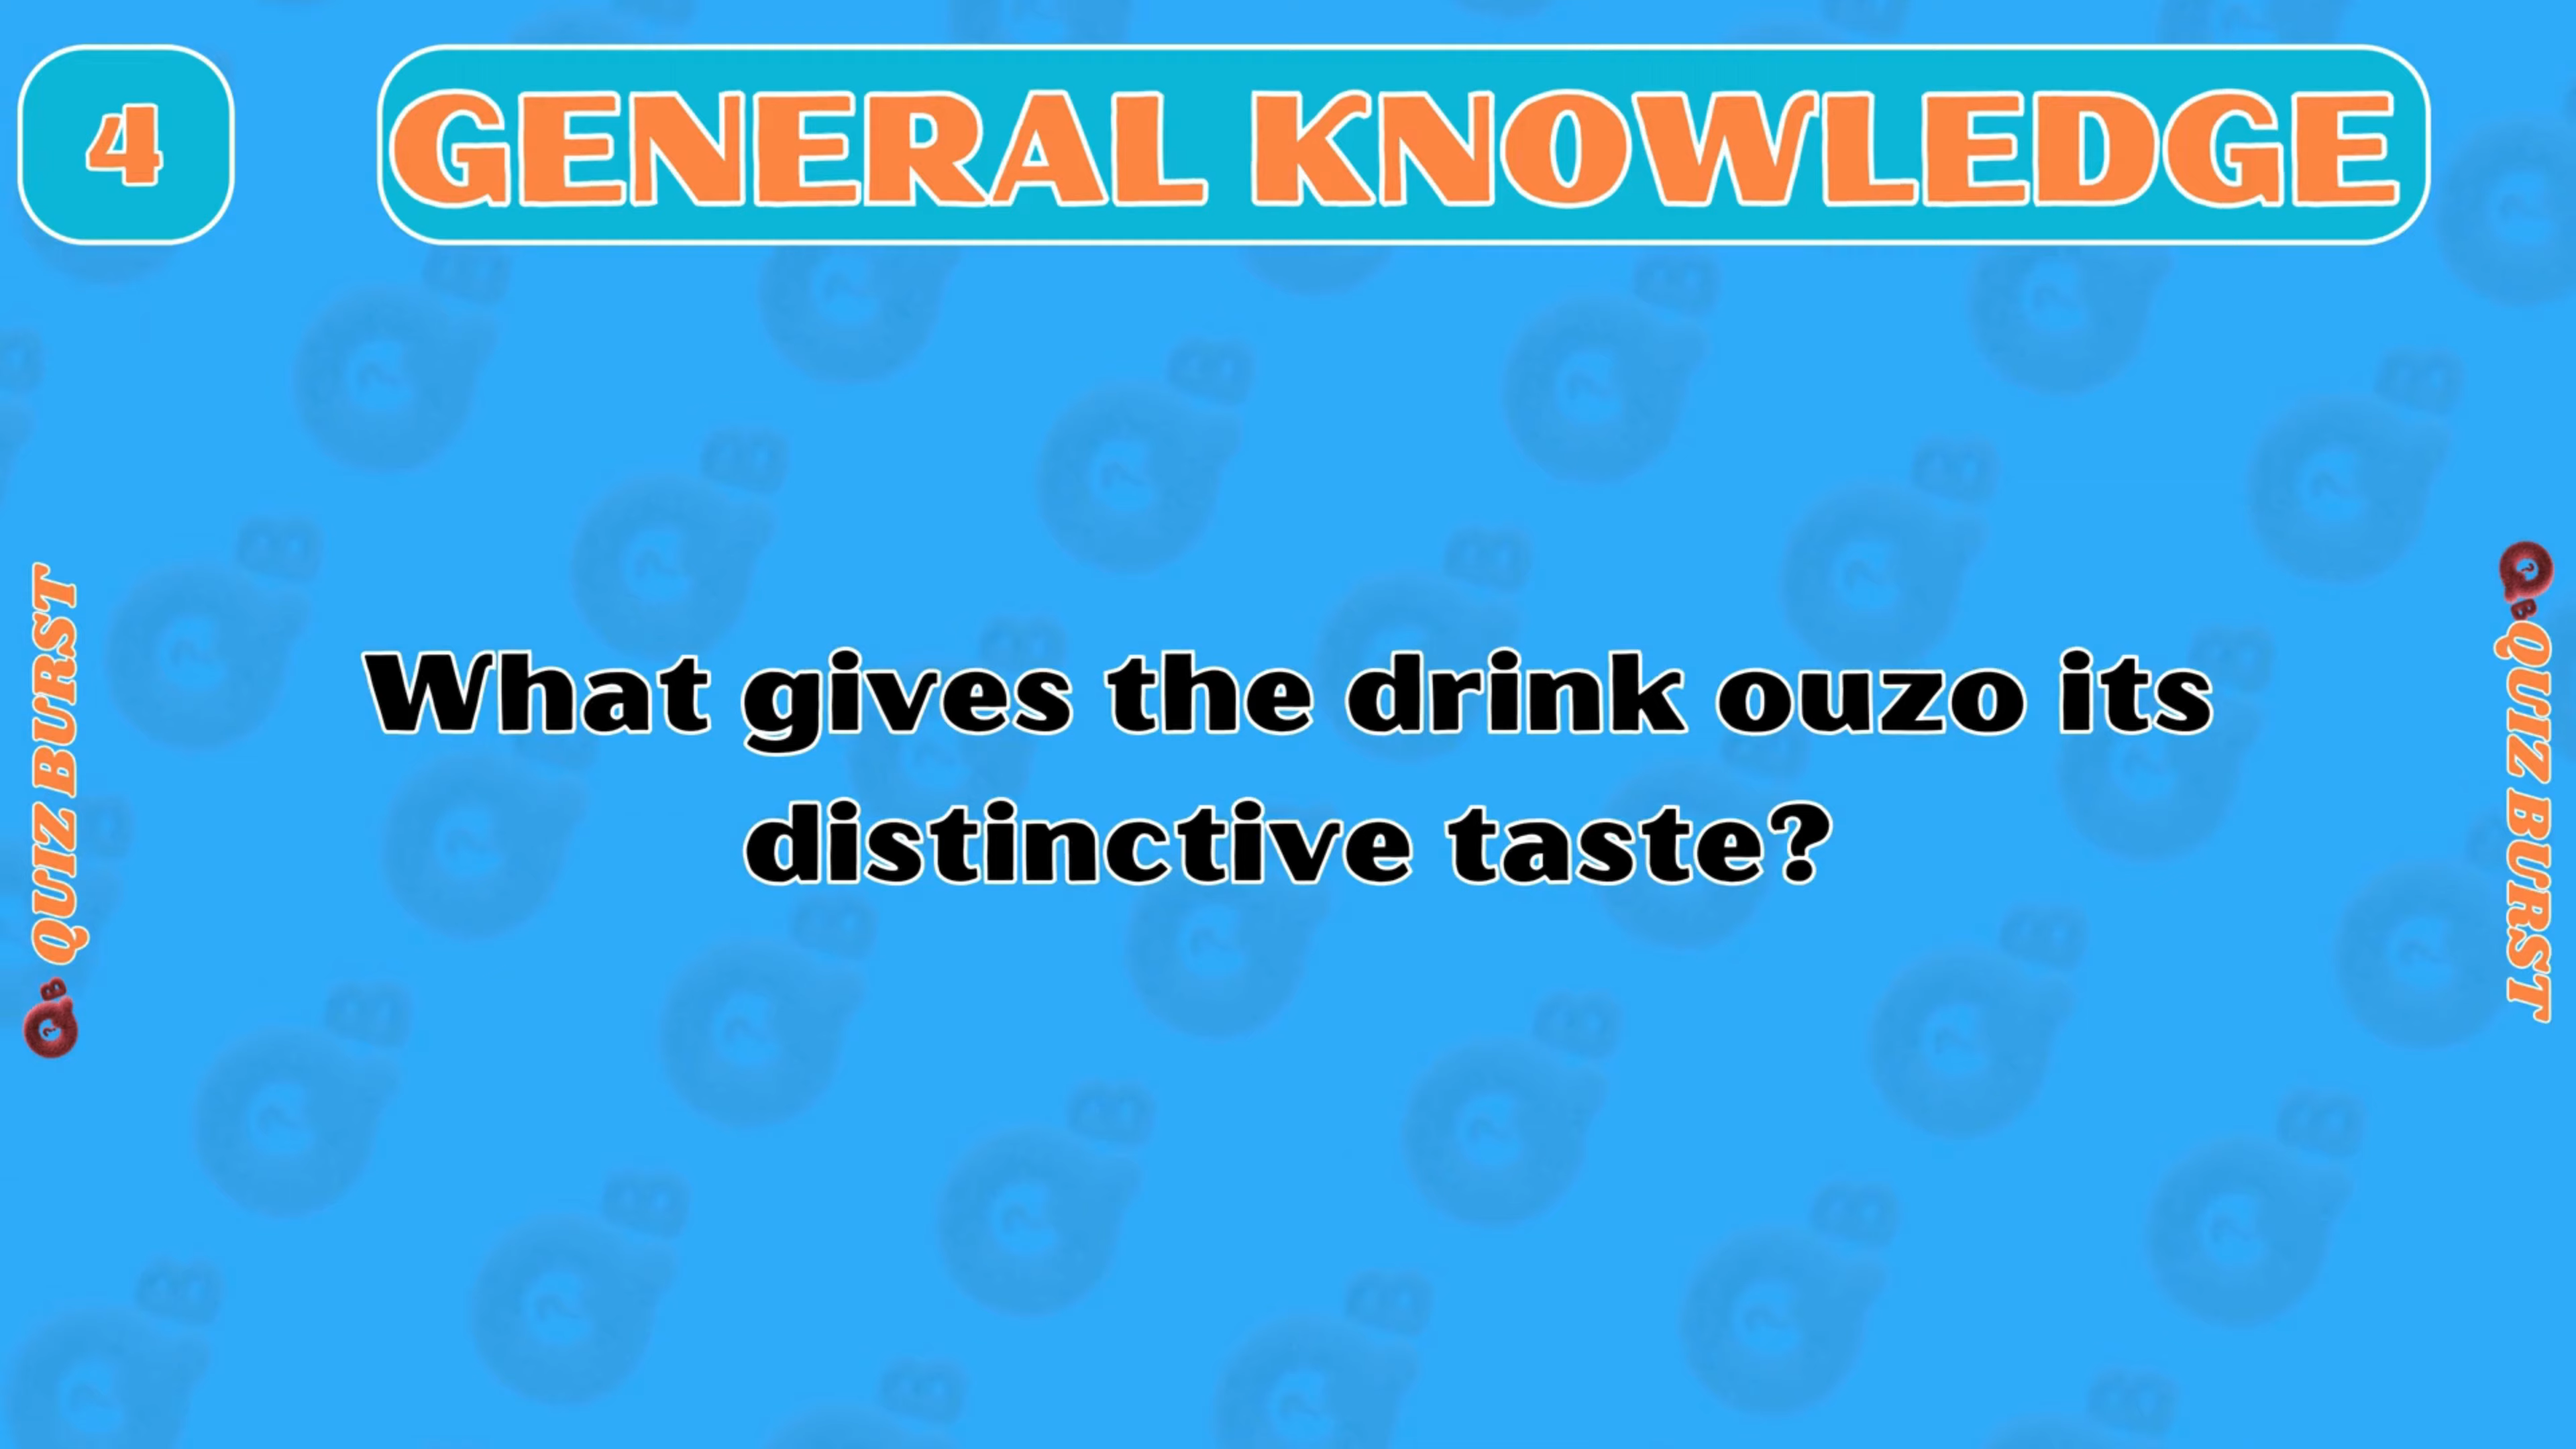 4
GENERAL KNOWLEDGE
What gives the drink ouzo its
distinctive taste?
QUIZ BURST
QUIZ BURST